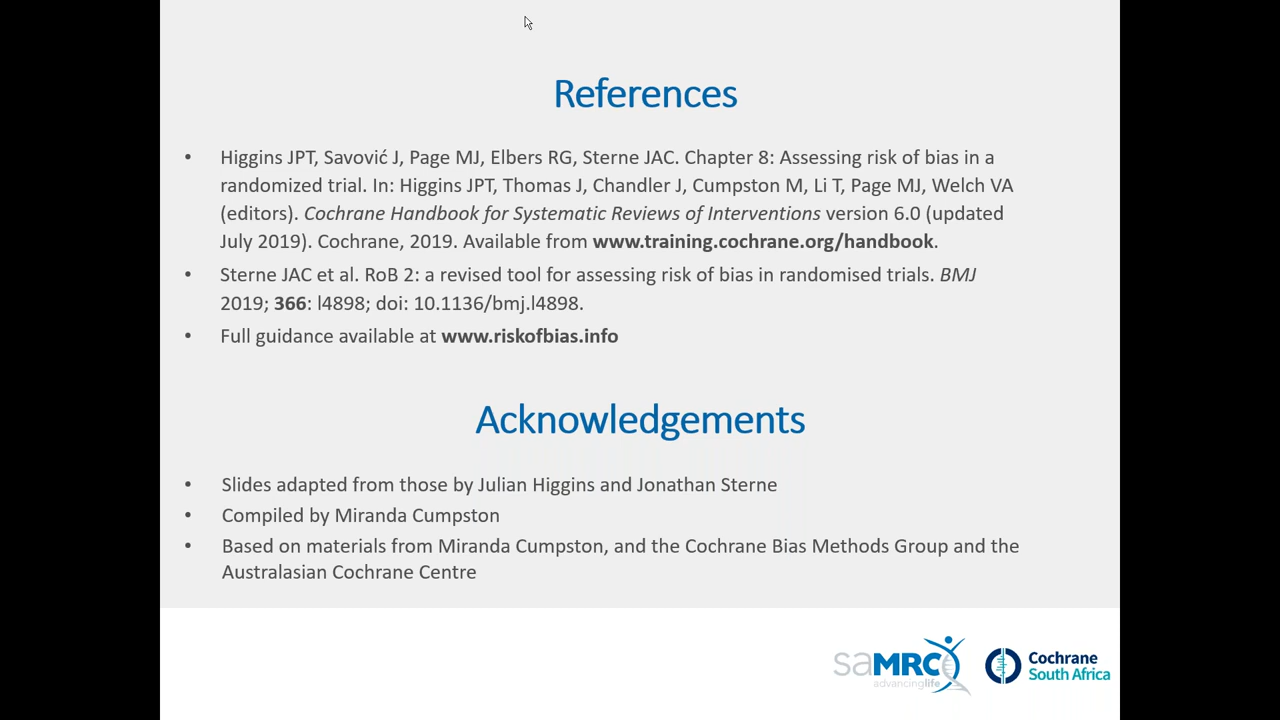 References
• Higgins JPT, Savović J, Page MJ, Elbers RG, Sterne JAC. Chapter 8: Assessing risk of bias in a
randomized trial. In: Higgins JPT, Thomas J, Chandler J, Cumpston M, Li T, Page MJ, Welch VA
(editors). Cochrane Handbook for Systematic Reviews of Interventions version 6.0 (updated
July 2019). Cochrane, 2019. Available from www.training.cochrane.org/handbook.
• Sterne JAC et al. RoB 2: a revised tool for assessing risk of bias in randomised trials. BMJ
2019; 366: l4898; doi: 10.1136/bmj.l4898.
• Full guidance available at www.riskofbias.info
Acknowledgements
• Slides adapted from those by Julian Higgins and Jonathan Sterne
• Compiled by Miranda Cumpston
• Based on materials from Miranda Cumpston, and the Cochrane Bias Methods Group and the
Australasian Cochrane Centre
saMRC
advancinglife
Cochrane
South Africa